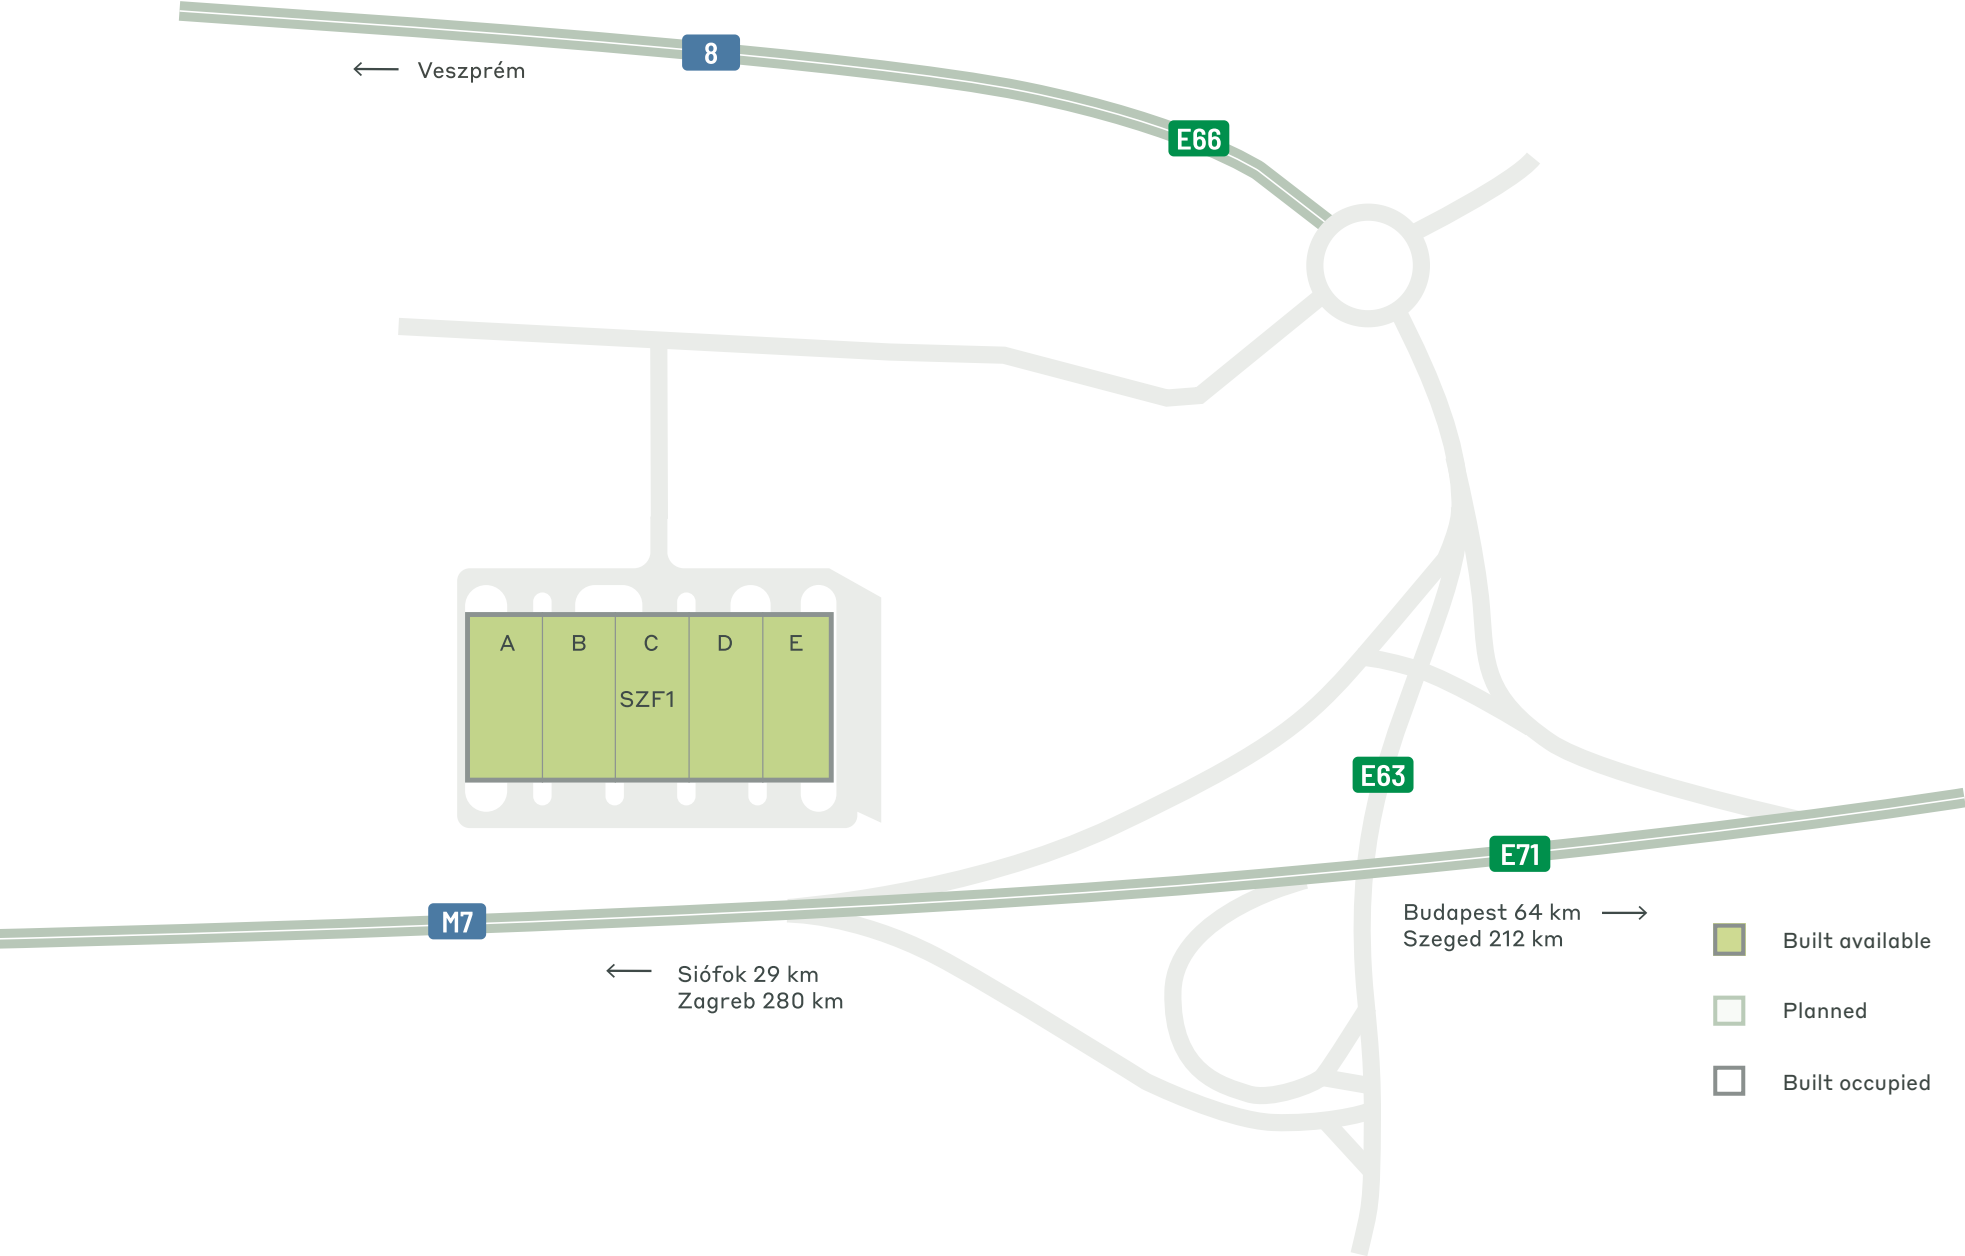 8
Veszprém
E66
A B C D E
SZF1
E63
E71
M7
Budapest 64 km
Szeged 212 km
Siófok 29 km
Zagreb 280 km
Built available
Planned
Built occupied